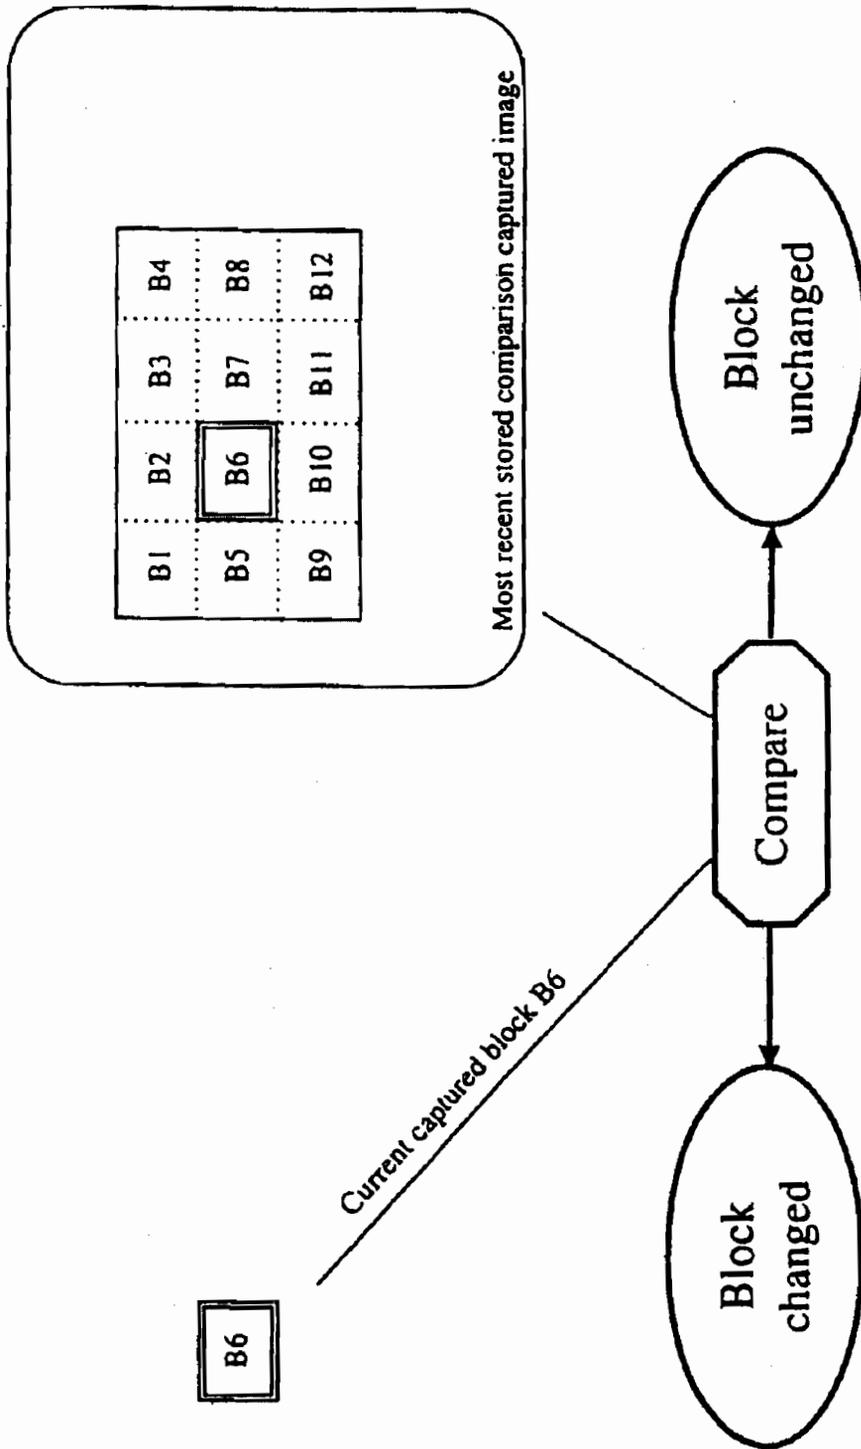 B6
B1 B2 B3 B4
B5 B6 B7 B8
B9 B10 B11 B12
Most recent stored comparison captured image
Current captured block B6
Block
changed
Compare
Block
unchanged